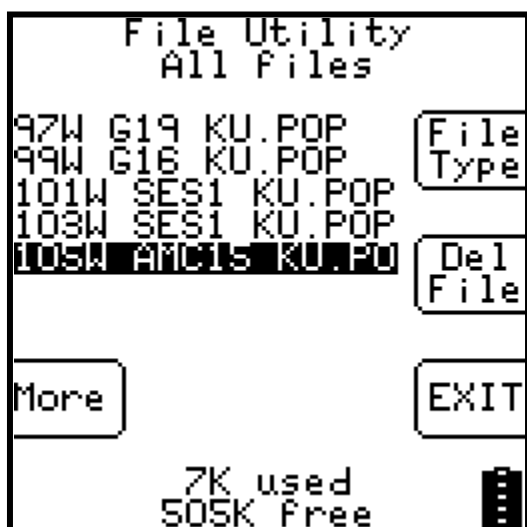 File Utility
All files
97W G19 KU.POP
99W G16 KU.POP
101W SES1 KU.POP
103W SES1 KU.POP
105W AMC15 KU.PO
File
Type
Del
File
More
EXIT
7K used
505K free